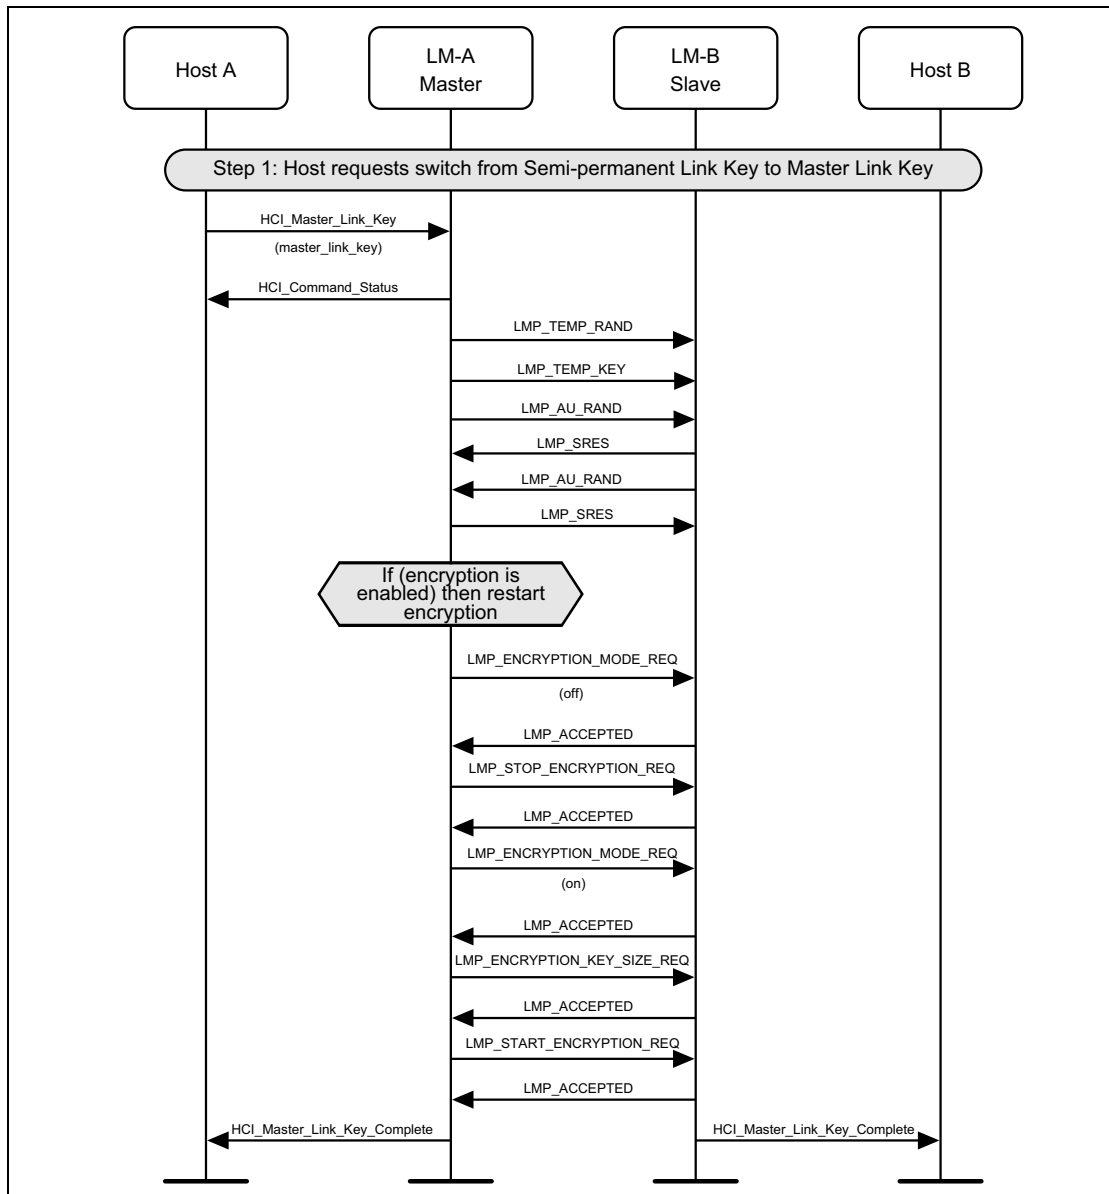 Host A
LM-A
Master
LM-B
Slave
Host B
Step 1: Host requests switch from Semi-permanent Link Key to Master Link Key
HCI_Master_Link_Key
(master_link_key)
HCI_Command_Status
LMP_TEMP_RAND
LMP_TEMP_KEY
LMP_AU_RAND
LMP_SRES
LMP_AU_RAND
LMP_SRES
If (encryption is
enabled) then restart
encryption
LMP_ENCRYPTION_MODE_REQ
(off)
LMP_ACCEPTED
LMP_STOP_ENCRYPTION_REQ
LMP_ACCEPTED
LMP_ENCRYPTION_MODE_REQ
(on)
LMP_ACCEPTED
LMP_ENCRYPTION_KEY_SIZE_REQ
LMP_ACCEPTED
LMP_START_ENCRYPTION_REQ
LMP_ACCEPTED
HCI_Master_Link_Key_Complete
HCI_Master_Link_Key_Complete